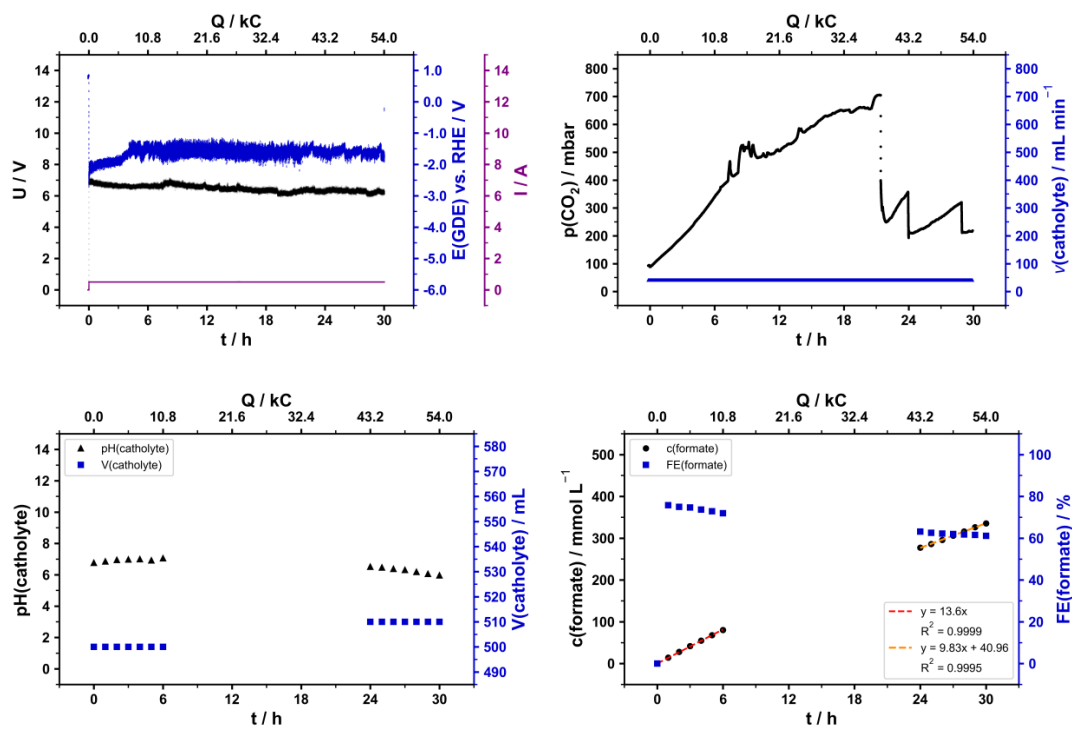 Q / kC
0.0 10.8 21.6 32.4 43.2 54.0
14 12 10 8 6 4 2 0
U / V
1.0 0.0 -1.0 -2.0 -3.0 -4.0 -5.0 -6.0
E(GDE) vs. RHE / V
14 12 10 8 6 4 2 0
I / A
0 6 12 18 24 30
t / h
Q / kC
0.0 10.8 21.6 32.4 43.2 54.0
800 700 600 500 400 300 200 100 0
p(CO₂) / mbar
800 700 600 500 400 300 200 100 0
v(catholyte) / mL min⁻¹
0 6 12 18 24 30
t / h
Q / kC
0.0 10.8 21.6 32.4 43.2 54.0
14 12 10 8 6 4 2 0
pH(catholyte)
pH(catholyte)
V(catholyte)
580 570 560 550 540 530 520 510 500 490
V(catholyte) / mL
0 6 24 30
t / h
Q / kC
0.0 10.8 21.6 32.4 43.2 54.0
500 400 300 200 100 0
c(formate) / mmol L⁻¹
c(formate)
FE(formate)
100 80 60 40 20 0
FE(formate) / %
y = 13.6x
R² = 0.9999
y = 9.83x + 40.96
R² = 0.9995
0 6 24 30
t / h